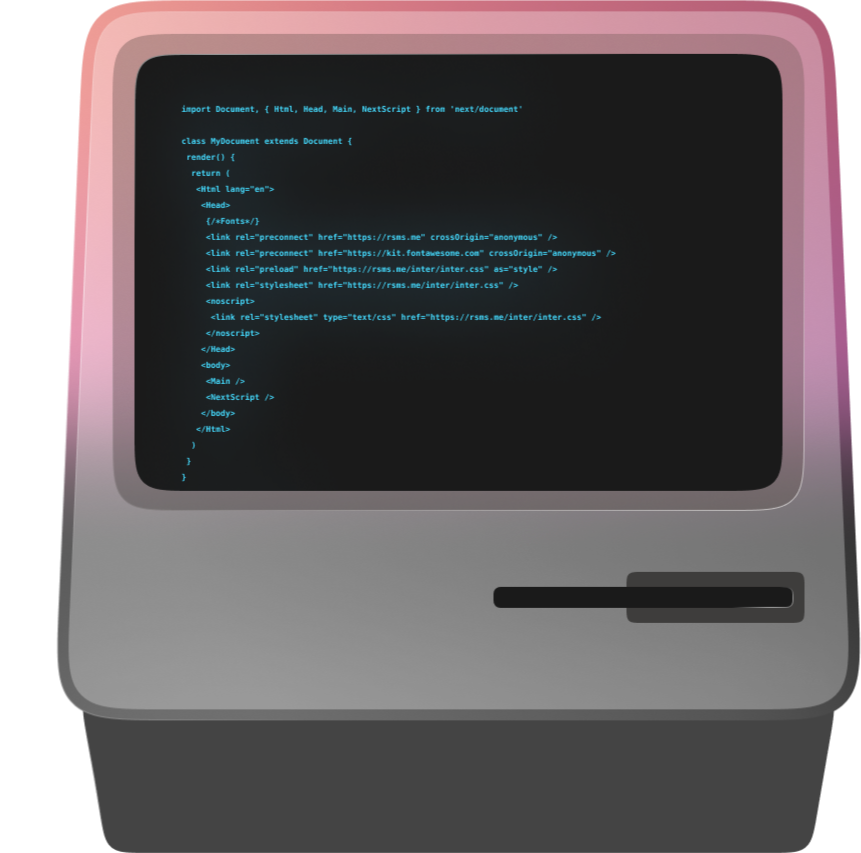 import Document, { Html, Head, Main, NextScript } from 'next/document'
class MyDocument extends Document {
render() {
return (
<Html lang="en">
<Head>
{/*Fonts*/}
<link rel="preconnect" href="https://rsms.me" crossOrigin="anonymous" />
<link rel="preconnect" href="https://kit.fontawesome.com" crossOrigin="anonymous" />
<link rel="preload" href="https://rsms.me/inter/inter.css" as="style" />
<link rel="stylesheet" href="https://rsms.me/inter/inter.css" />
<noscript>
<link rel="stylesheet" type="text/css" href="https://rsms.me/inter/inter.css" />
</noscript>
</Head>
<body>
<Main />
<NextScript />
</body>
</Html>
)
}
}